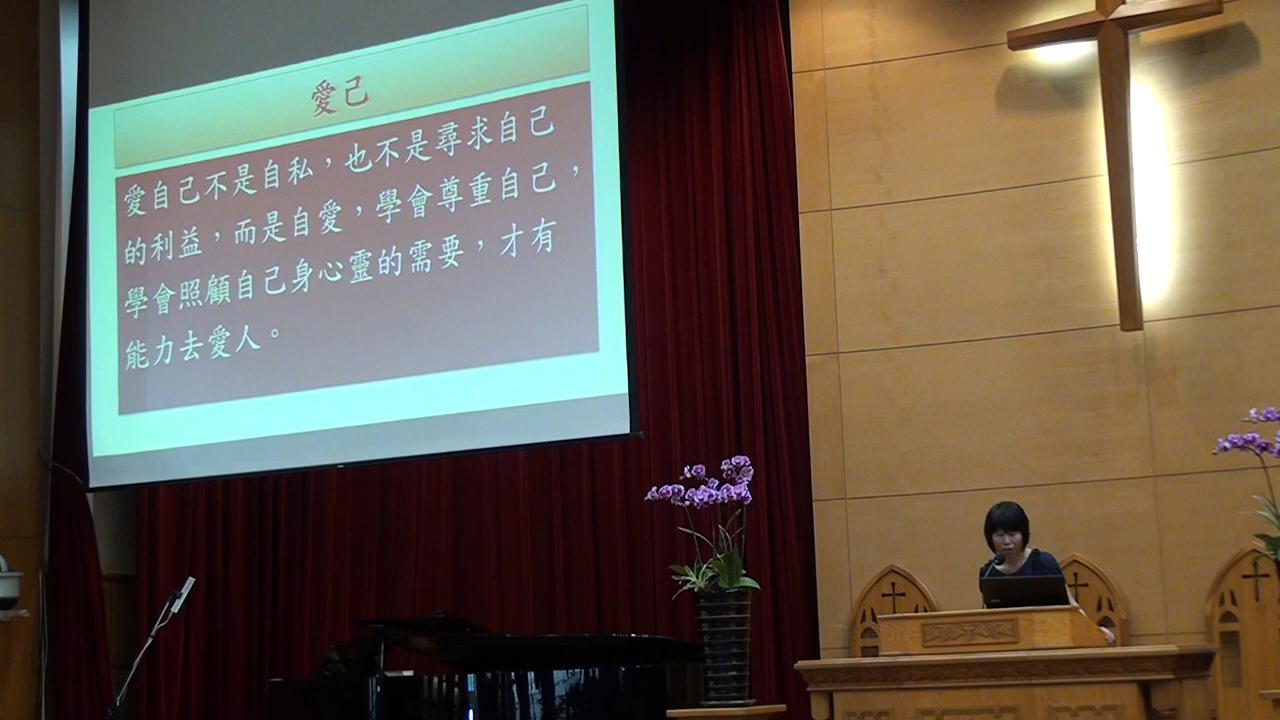 愛己
愛自己不是自私，也不是尋求自己
的利益，而是自愛，學會尊重自己，
學會照顧自己身心靈的需要，才有
能力去愛人。